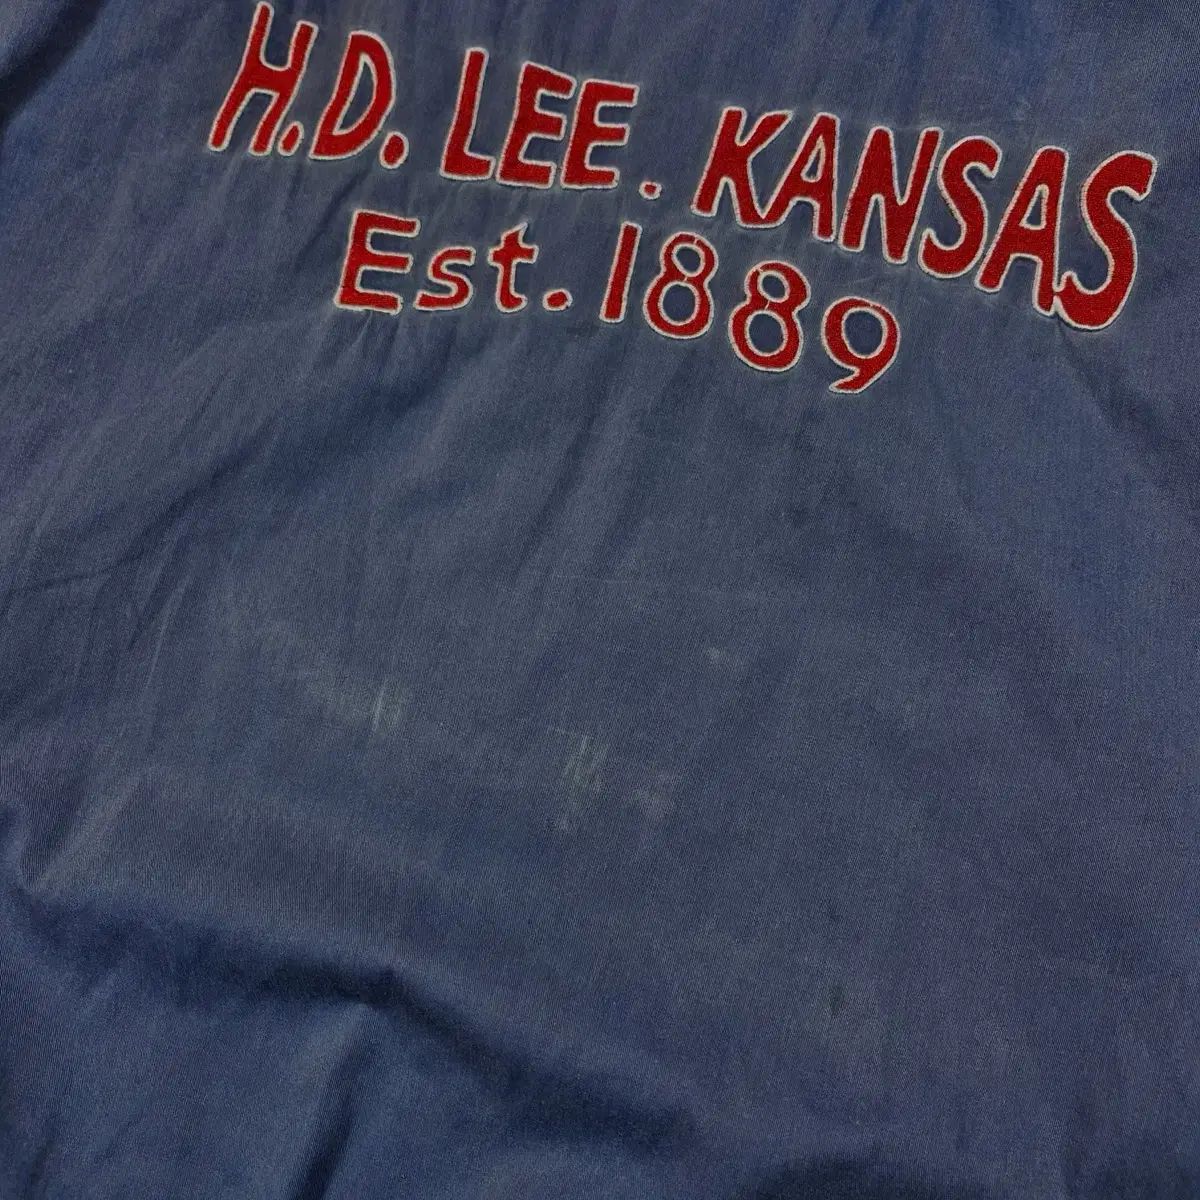 H.D. LEE. KANSAS
Est. 1889